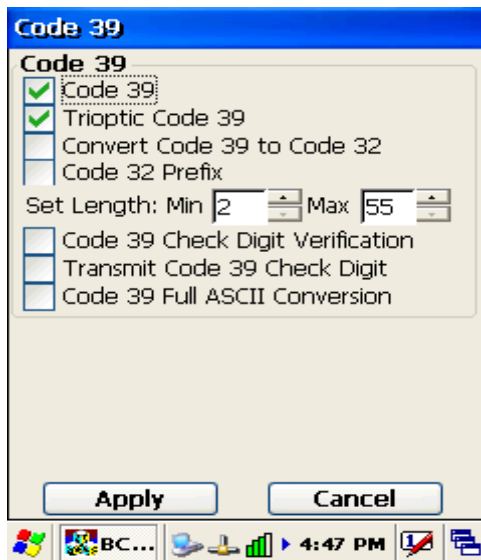 Code 39
Code 39
Code 39
Trioptic Code 39
Convert Code 39 to Code 32
Code 32 Prefix
Set Length: Min 2 Max 55
Code 39 Check Digit Verification
Transmit Code 39 Check Digit
Code 39 Full ASCII Conversion
Apply Cancel
BC... 4:47 PM